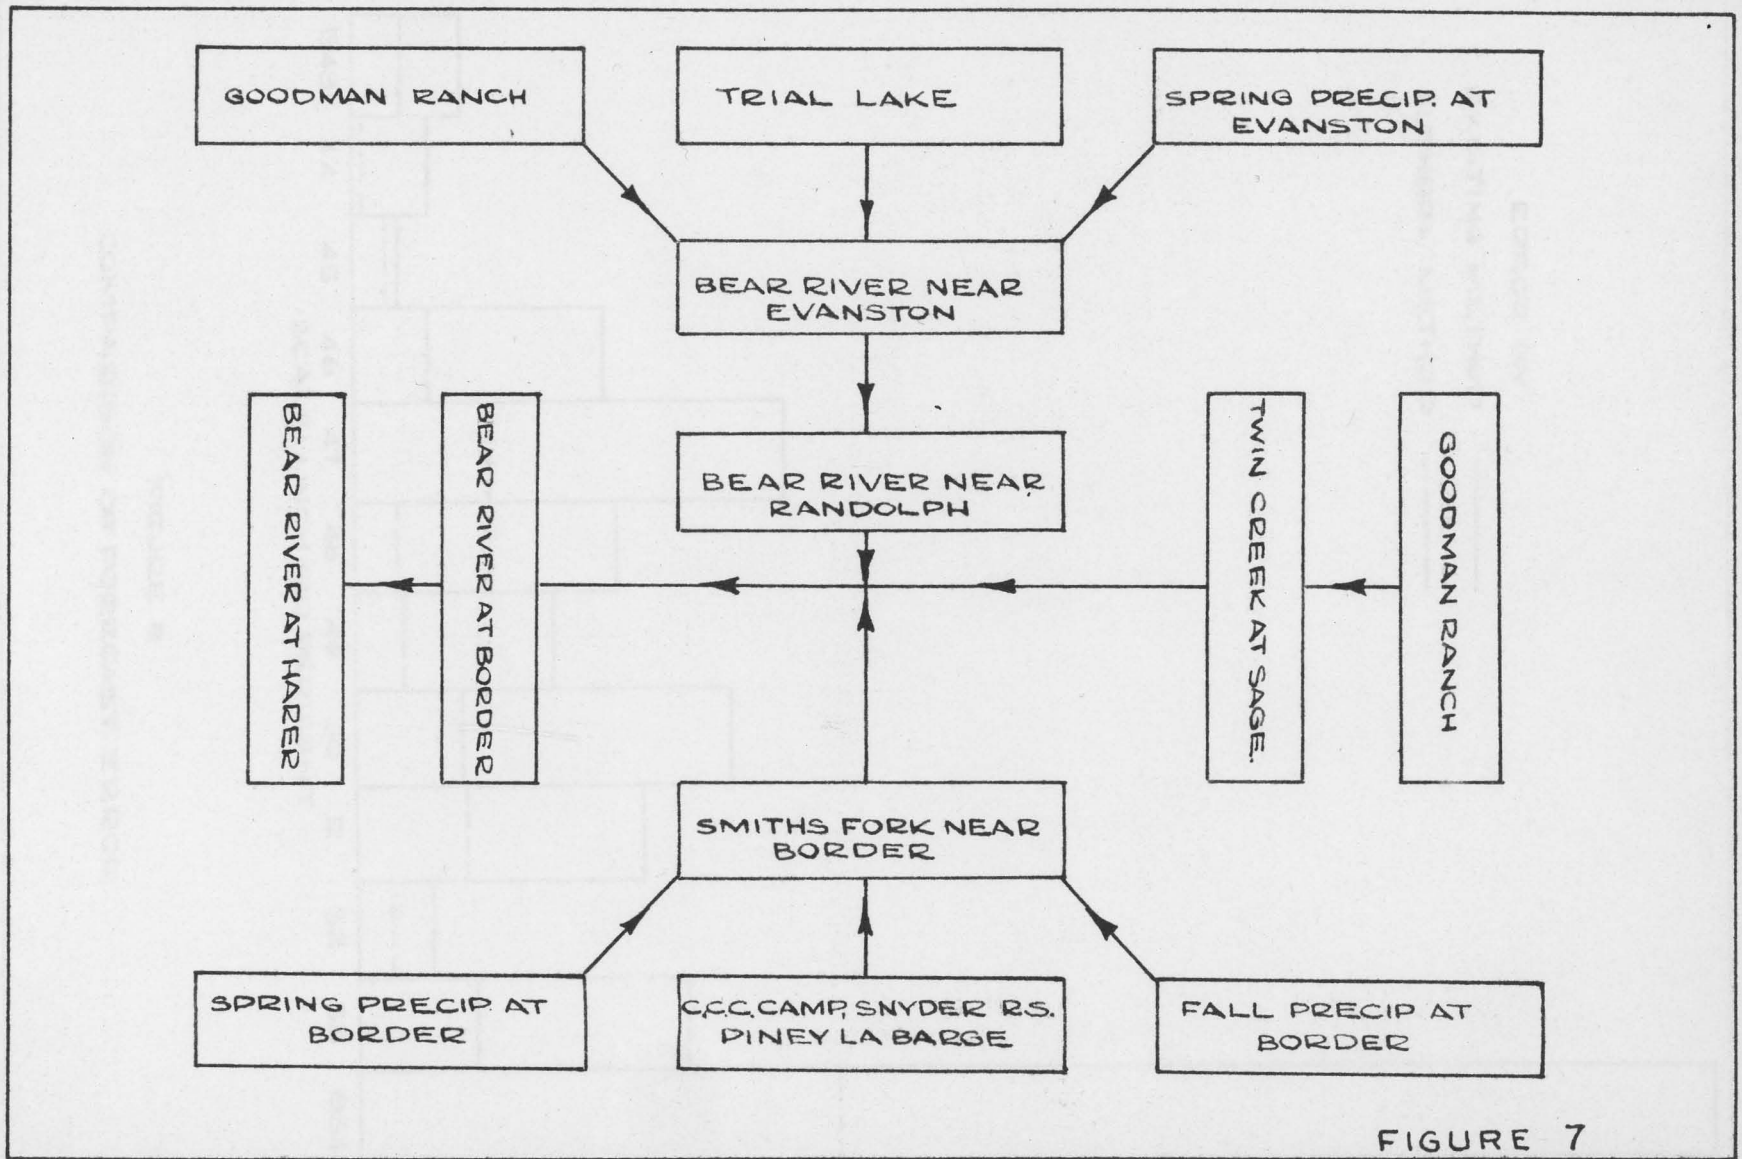 GOODMAN RANCH
TRIAL LAKE
SPRING PRECIP. AT
EVANSTON
BEAR RIVER NEAR
EVANSTON
BEAR RIVER AT HARER
BEAR RIVER AT BORDER
BEAR RIVER NEAR
RANDOLPH
TWIN CREEK AT SAGE.
GOODMAN RANCH
SMITHS FORK NEAR
BORDER
SPRING PRECIP. AT
BORDER
C.C.C. CAMP, SNYDER R.S.
PINEY LA BARGE
FALL PRECIP AT
BORDER
FIGURE 7